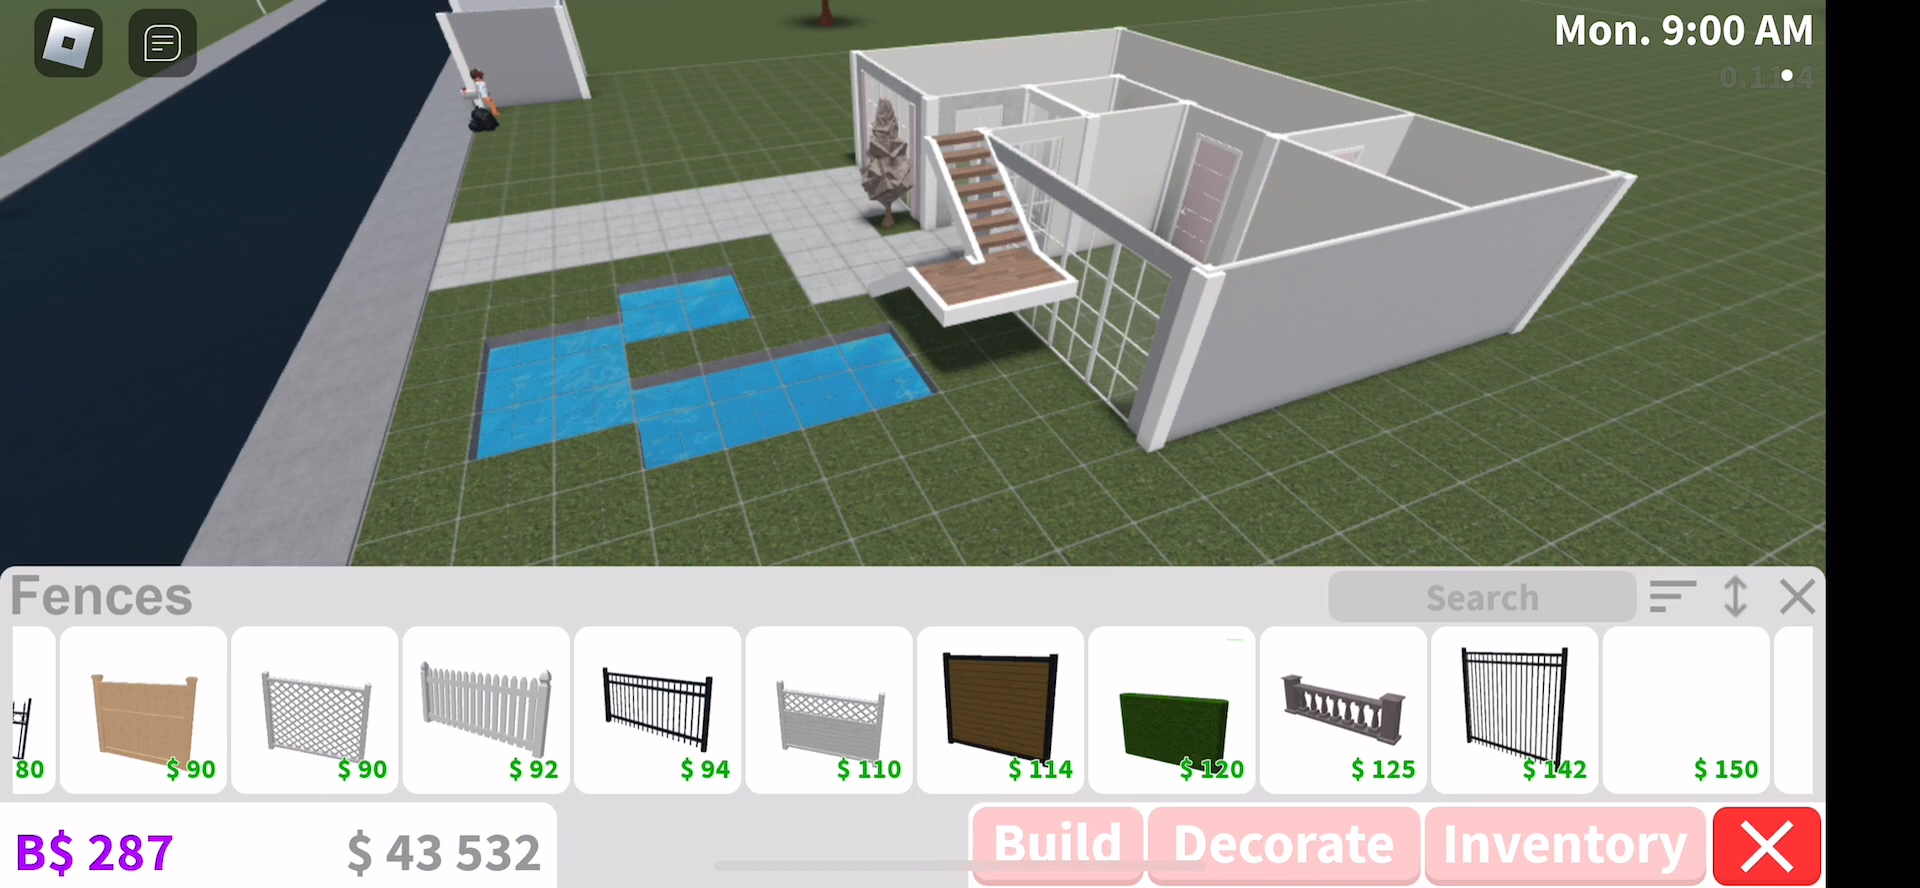 Mon. 9:00 AM
Fences
Search
80
$ 90
$ 90
$ 92
$ 94
$ 110
$ 114
$ 120
$ 125
$ 142
$ 150
B$ 287
$ 43 532
Build
Decorate
Inventory